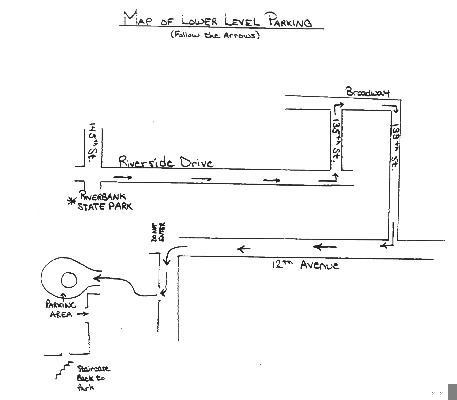 MAP OF LOWER LEVEL PARKING
(Follow the Arrows)
Broadway
145th St.
135th St.
138th St.
Riverside Drive
* RIVERBANK
STATE PARK
DO NOT
ENTER
12th Avenue
PARKING
AREA
Staircase
Back to
Park